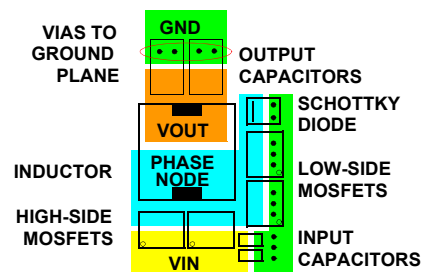 VIAS TO
GROUND
PLANE
GND
OUTPUT
CAPACITORS
SCHOTTKY
DIODE
VOUT
INDUCTOR
PHASE
NODE
LOW-SIDE
MOSFETS
HIGH-SIDE
MOSFETS
INPUT
CAPACITORS
VIN